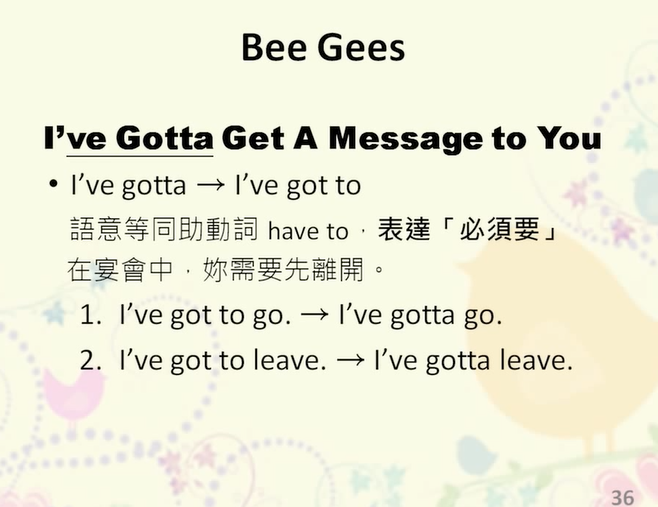 Bee Gees
I’ve Gotta Get A Message to You
• I’ve gotta → I’ve got to
語意等同助動詞 have to，表達「必須要」
在宴會中，妳需要先離開。
1. I’ve got to go. → I’ve gotta go.
2. I’ve got to leave. → I’ve gotta leave.
36